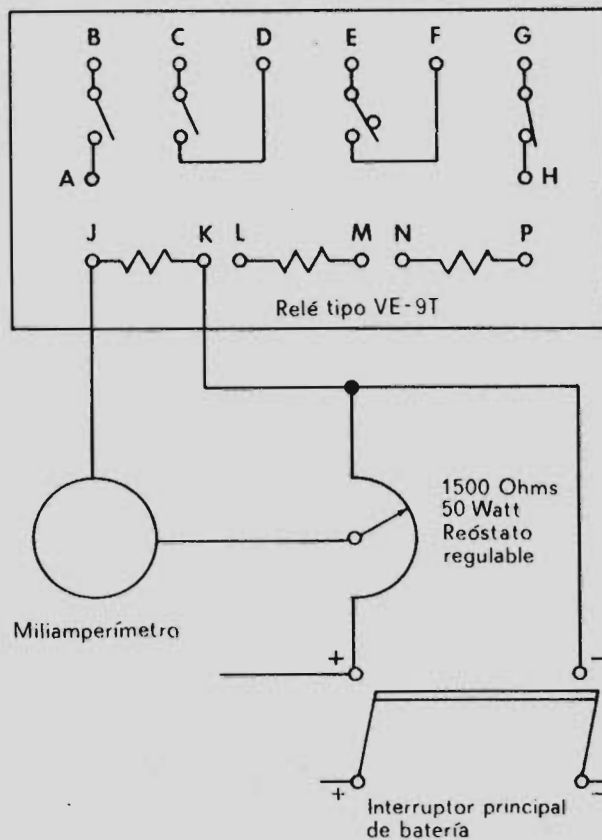 B C D E F G
A H
J K L M N P
Relé tipo VE-9T
1500 Ohms
50 Watt
Reóstato
regulable
Miliamperímetro
+ -
+ -
Interruptor principal
de batería